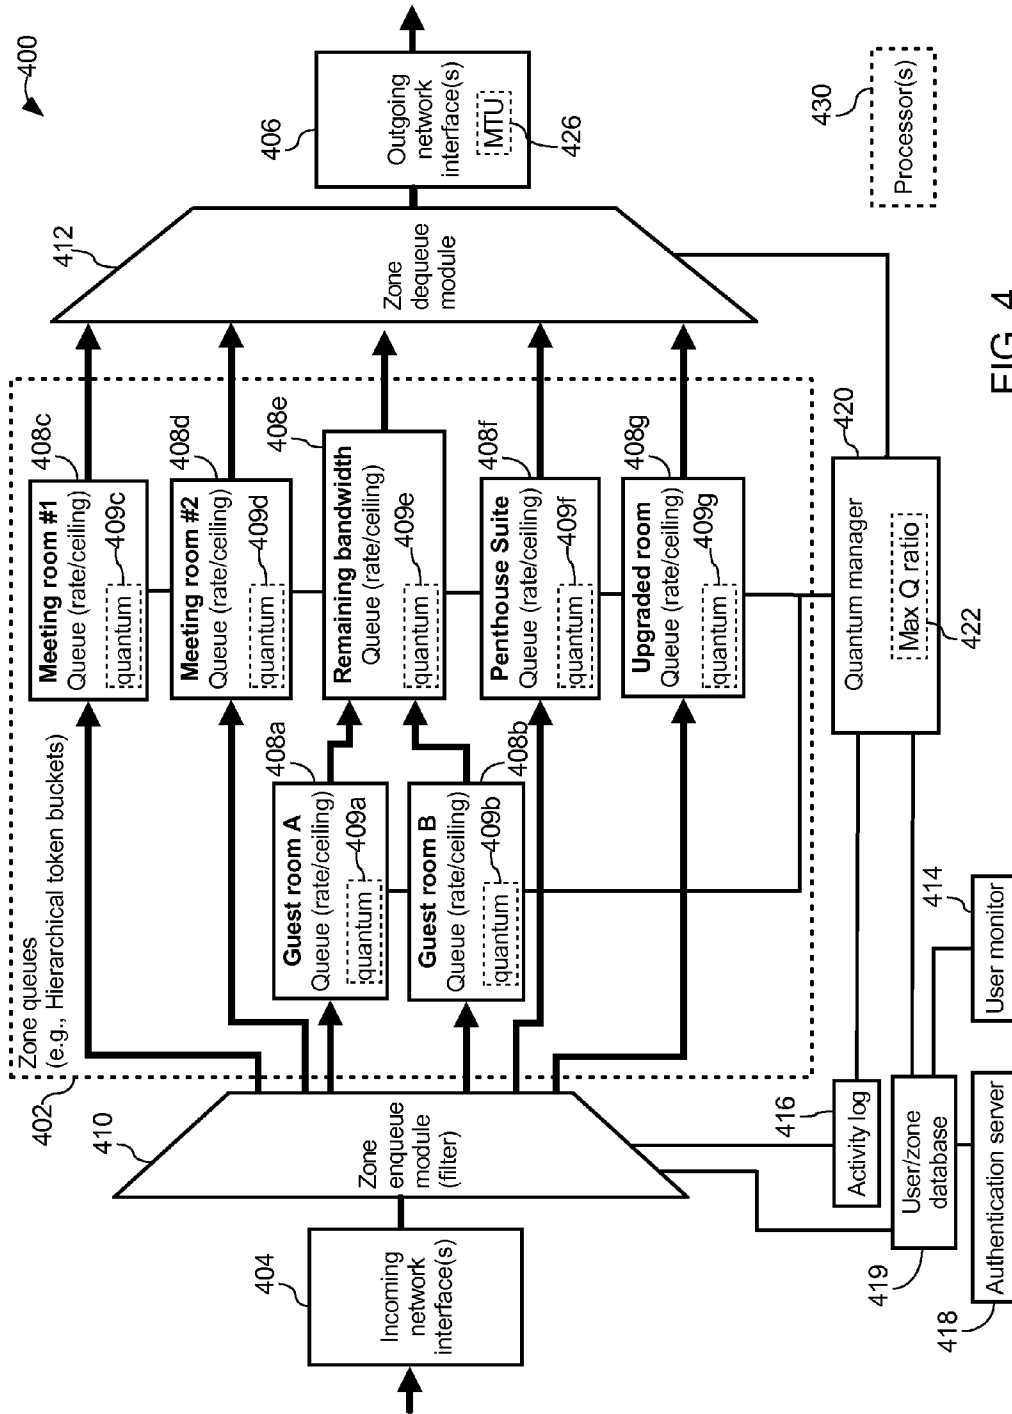 400
Incoming
network
interface(s)
404
Zone
enqueue
module
(filter)
410
402
Zone queues
(e.g., Hierarchical token buckets)
Meeting room #1
Queue (rate/ceiling)
quantum
409c
408c
Meeting room #2
Queue (rate/ceiling)
quantum
409d
408d
Guest room A
Queue (rate/ceiling)
quantum
409a
408a
Remaining bandwidth
Queue (rate/ceiling)
quantum
409e
408e
Guest room B
Queue (rate/ceiling)
quantum
409b
408b
Penthouse Suite
Queue (rate/ceiling)
quantum
409f
408f
Upgraded room
Queue (rate/ceiling)
quantum
409g
408g
Zone
dequeue
module
412
Outgoing
network
interface(s)
MTU
406
426
Activity log
416
User/zone
database
419
Authentication server
418
User monitor
414
Quantum manager
Max Q ratio
420
422
Processor(s)
430
FIG. 4